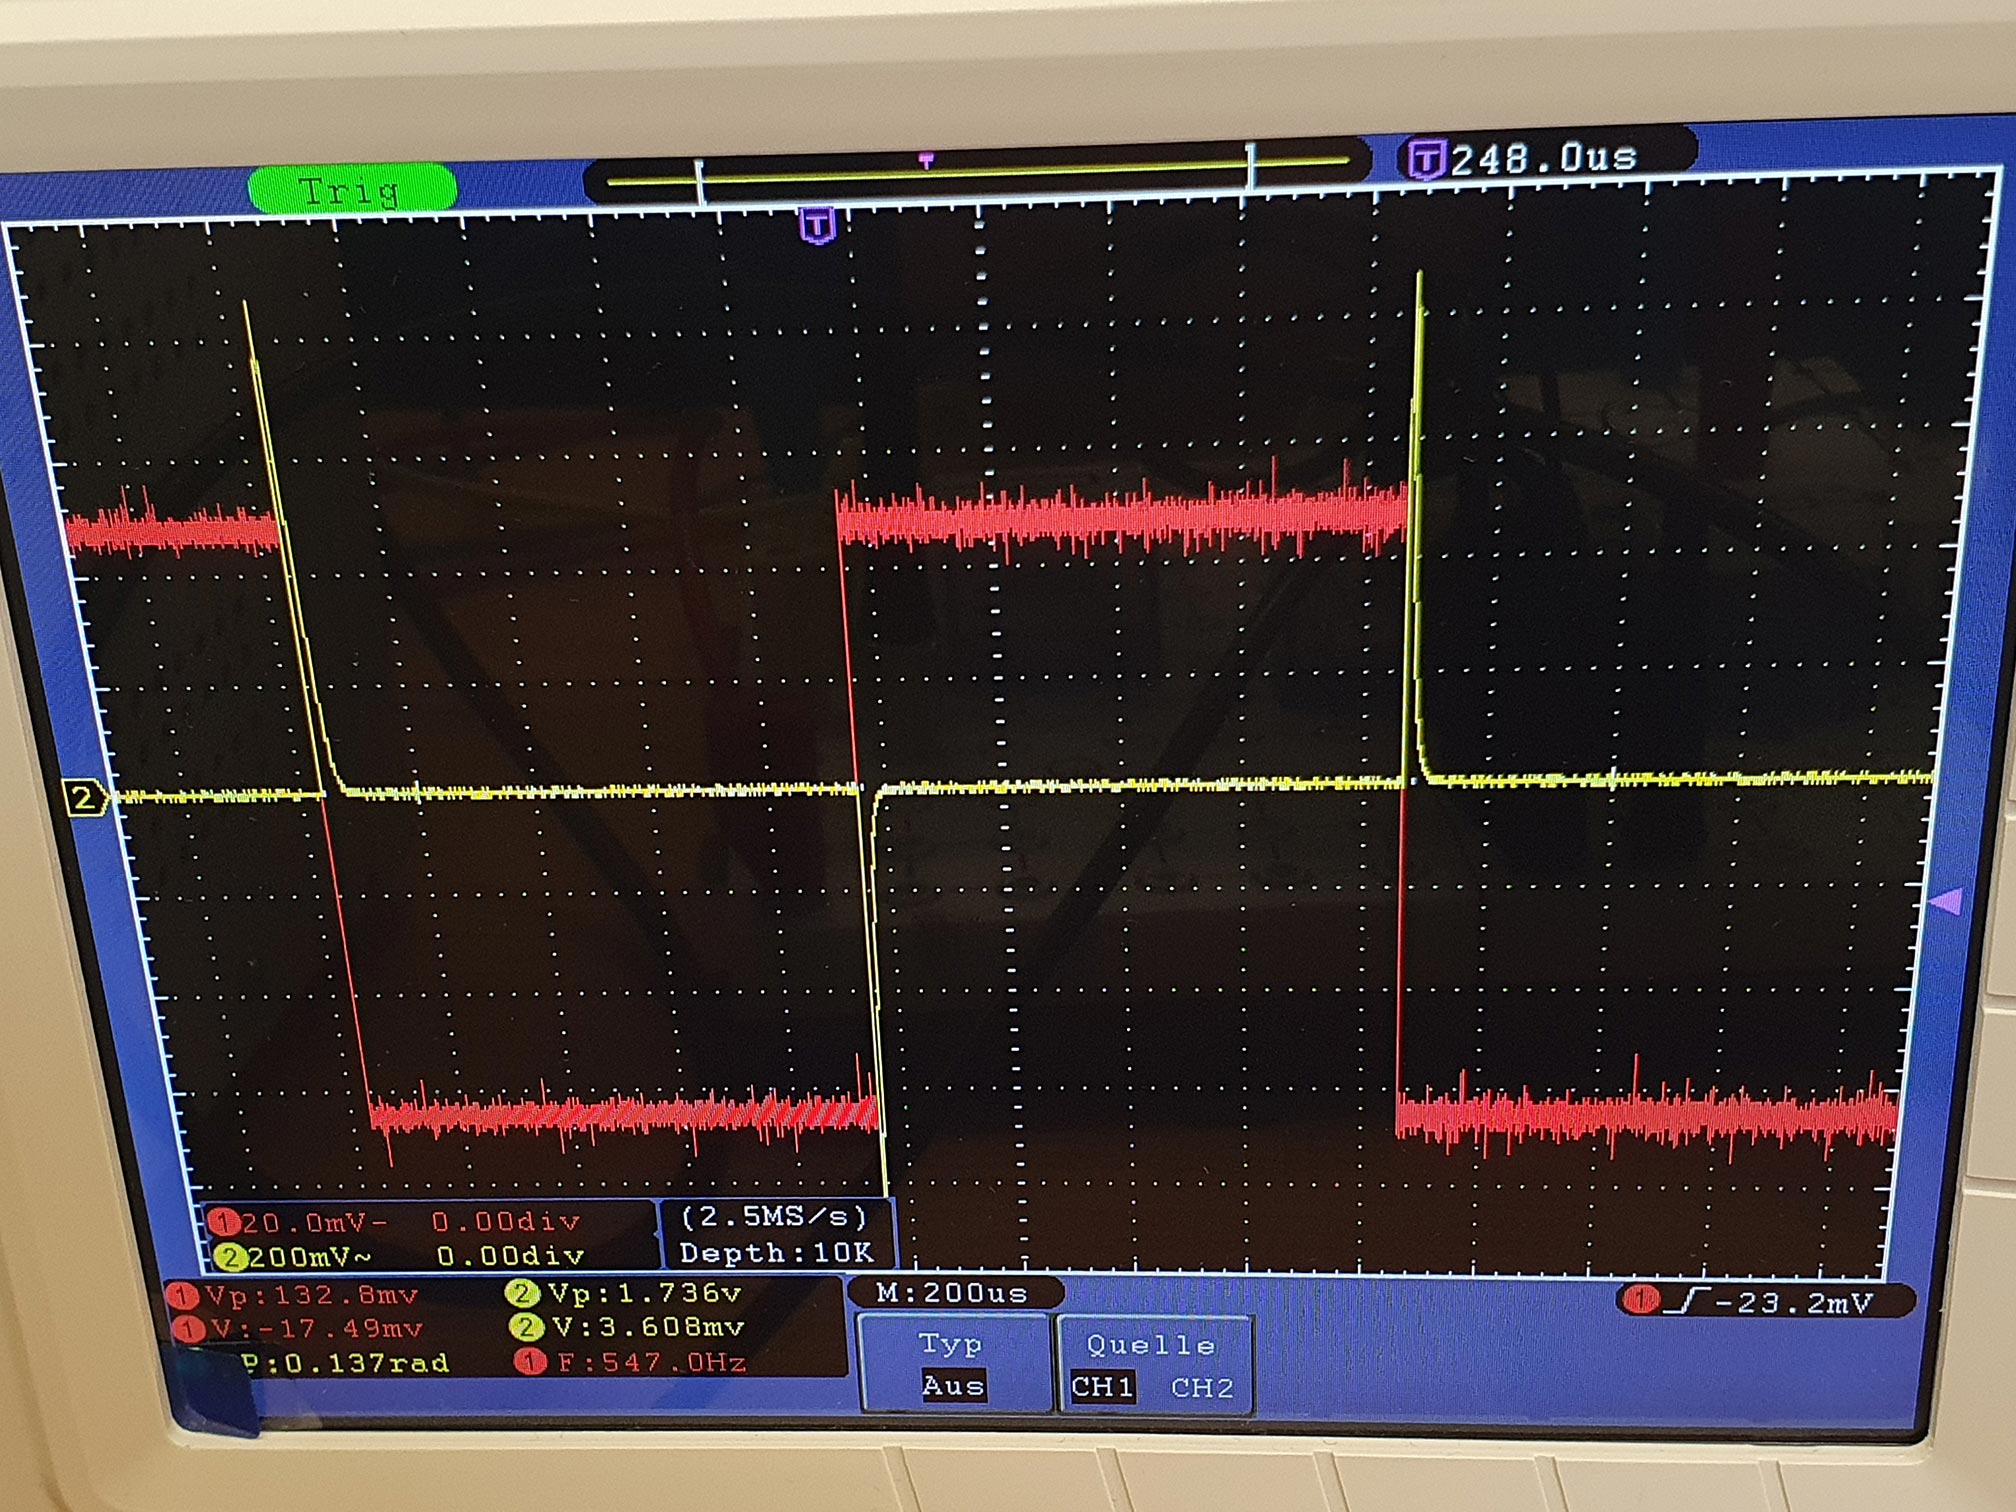 Trig
T 248.0us
T
2
1 20.0mV- 0.00div
2 200mV~ 0.00div
(2.5MS/s)
Depth:10K
1 Vp:132.8mv 2 Vp:1.736v
1 V:-17.49mv 2 V:3.608mv
P:0.137rad 1 F:547.0Hz
M:200us
1 -23.2mV
Typ
Aus
Quelle
CH1 CH2